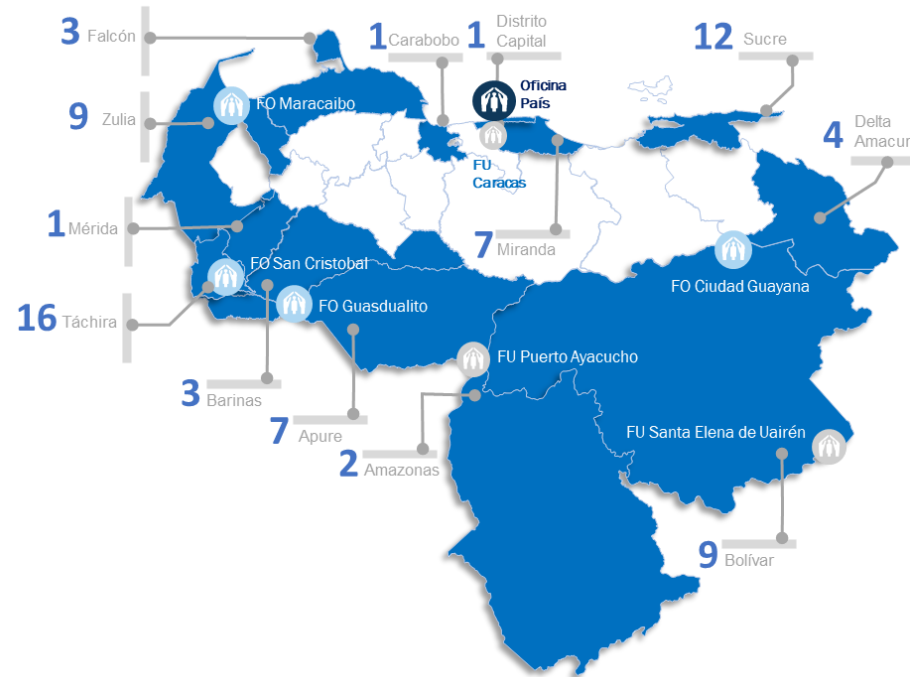 3 Falcón
1 Carabobo
1 Distrito
Capital
12 Sucre
Oficina
País
9 Zulia
FO Maracaibo
4 Delta
Amacur
FU
Caracas
1 Mérida
7 Miranda
FO San Cristobal
FO Ciudad Guayana
16 Táchira
FO Guasdualito
FU Puerto Ayacucho
3 Barinas
7 Apure
2 Amazonas
FU Santa Elena de Uairén
9 Bolívar